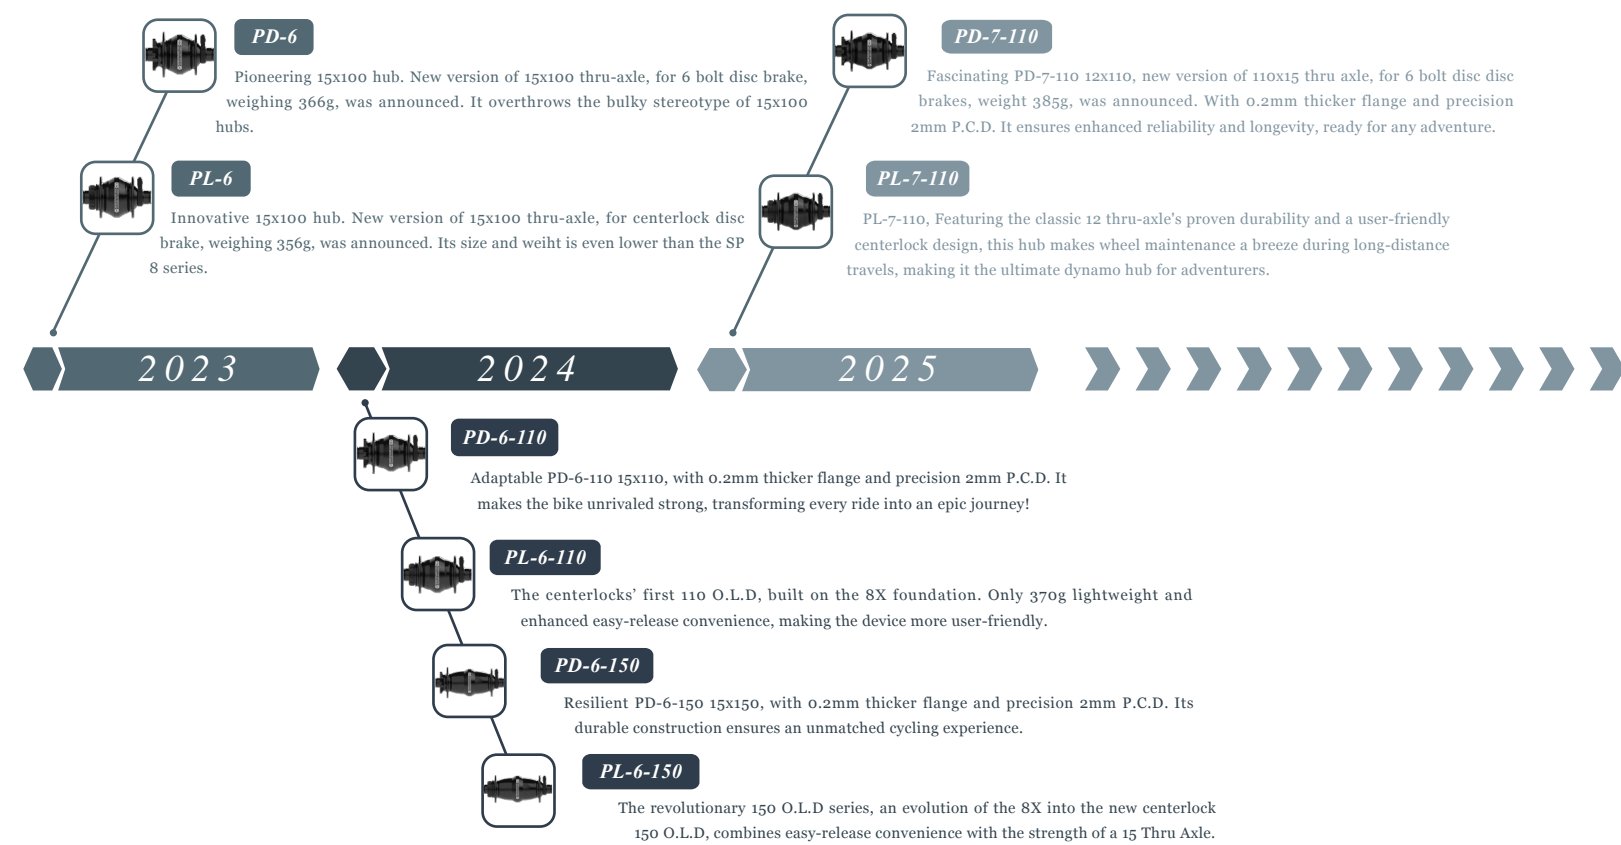 PD-6
Pioneering 15x100 hub. New version of 15x100 thru-axle, for 6 bolt disc brake,
weighing 366g, was announced. It overthrows the bulky stereotype of 15x100
hubs.
PL-6
Innovative 15x100 hub. New version of 15x100 thru-axle, for centerlock disc
brake, weighing 356g, was announced. Its size and weiht is even lower than the SP
8 series.
PD-7-110
Fascinating PD-7-110 12x110, new version of 110x15 thru axle, for 6 bolt disc disc
brakes, weight 385g, was announced. With 0.2mm thicker flange and precision
2mm P.C.D. It ensures enhanced reliability and longevity, ready for any adventure.
PL-7-110
PL-7-110, Featuring the classic 12 thru-axle's proven durability and a user-friendly
centerlock design, this hub makes wheel maintenance a breeze during long-distance
travels, making it the ultimate dynamo hub for adventurers.
2023
2024
2025
PD-6-110
Adaptable PD-6-110 15x110, with 0.2mm thicker flange and precision 2mm P.C.D. It
makes the bike unrivaled strong, transforming every ride into an epic journey!
PL-6-110
The centerlocks’ first 110 O.L.D, built on the 8X foundation. Only 370g lightweight and
enhanced easy-release convenience, making the device more user-friendly.
PD-6-150
Resilient PD-6-150 15x150, with 0.2mm thicker flange and precision 2mm P.C.D. Its
durable construction ensures an unmatched cycling experience.
PL-6-150
The revolutionary 150 O.L.D series, an evolution of the 8X into the new centerlock
150 O.L.D, combines easy-release convenience with the strength of a 15 Thru Axle.